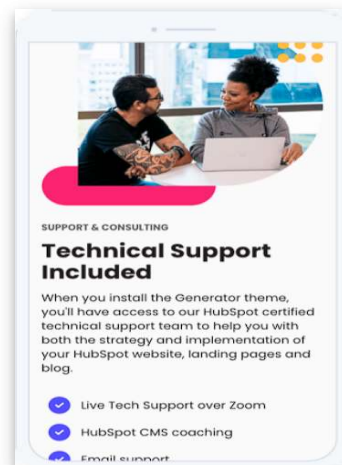 SUPPORT & CONSULTING
Technical Support
Included
When you install the Generator theme,
you'll have access to our HubSpot certified
technical support team to help you with
both the strategy and implementation of
your HubSpot website, landing pages and
blog.
Live Tech Support over Zoom
HubSpot CMS coaching
Email support